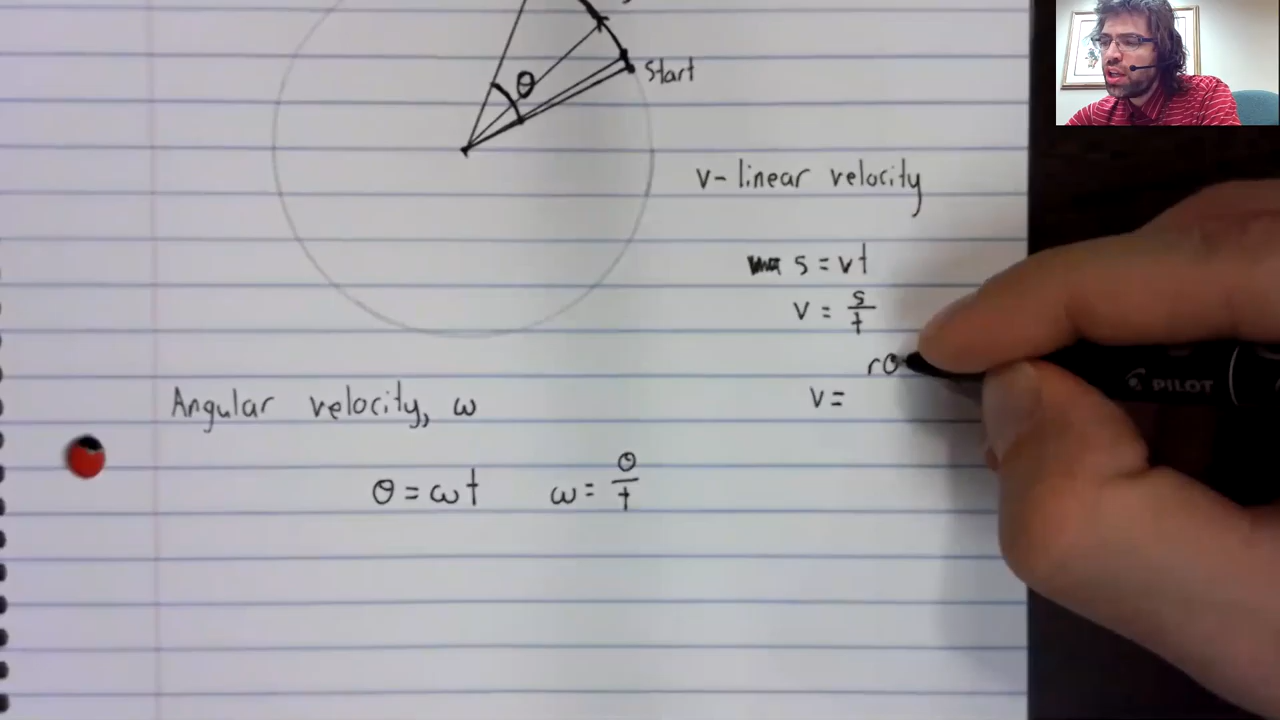 θ
Start
v - linear velocity
s = vt
v = s/t
rθ
v =
Angular velocity, ω
θ = ωt ω = θ/t
PILOT